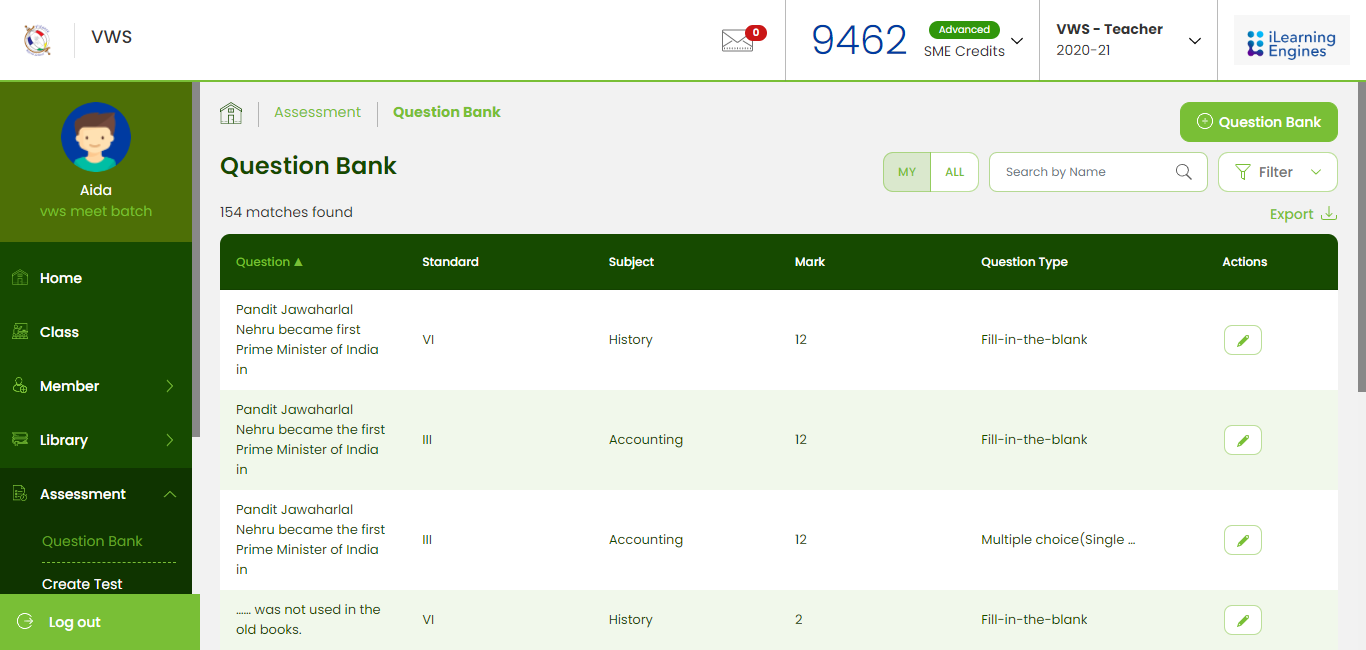 VWS
0
9462
Advanced
SME Credits
VWS - Teacher
2020-21
iLearning
Engines
Aida
vws meet batch
Home
Class
Member
Library
Assessment
Question Bank
Create Test
Log out
Assessment
Question Bank
Question Bank
Question Bank
MY
ALL
Search by Name
Filter
154 matches found
Export
Question ▲ Standard Subject Mark Question Type Actions
Pandit Jawaharlal
Nehru became first
Prime Minister of India
in
VI History 12 Fill-in-the-blank
Pandit Jawaharlal
Nehru became the first
Prime Minister of India
in
III Accounting 12 Fill-in-the-blank
Pandit Jawaharlal
Nehru became the first
Prime Minister of India
in
III Accounting 12 Multiple choice(Single ...
...... was not used in the
old books.
VI History 2 Fill-in-the-blank